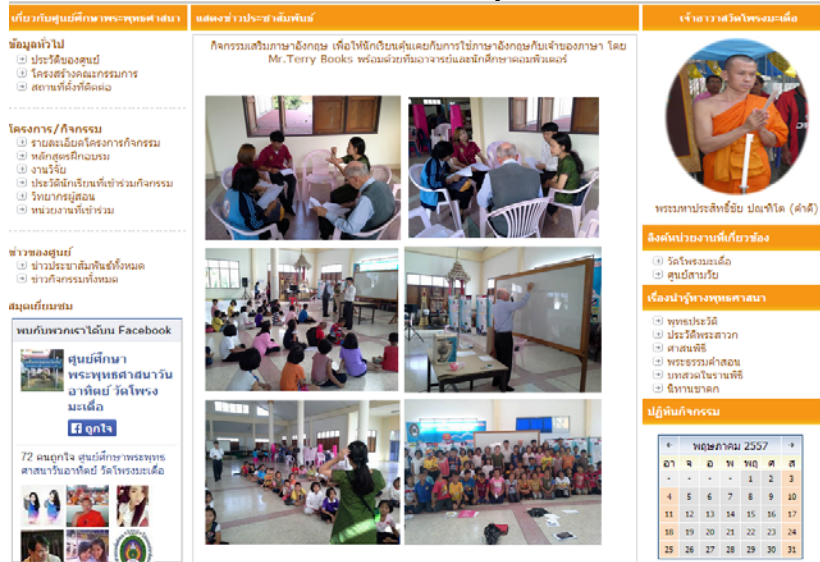 เกี่ยวกับศูนย์ศึกษาพระพุทธศาสนา
ข้อมูลทั่วไป
ประวัติของศูนย์
โครงสร้างคณะกรรมการ
สถานที่ตั้งที่ติดต่อ
โครงการ/กิจกรรม
รายละเอียดโครงการกิจกรรม
หลักสูตรฝึกอบรม
งานวิจัย
ประวัตินักเรียนที่เข้าร่วมกิจกรรม
วิทยากรผู้สอน
หน่วยงานที่เข้าร่วม
ข่าวของศูนย์
ข่าวประชาสัมพันธ์ทั้งหมด
ข่าวกิจกรรมทั้งหมด
สมุดเยี่ยมชม
พบกับพวกเราได้บน Facebook
ศูนย์ศึกษา
พระพุทธศาสนาวัน
อาทิตย์ วัดโพรง
มะเดื่อ
ถูกใจ
72 คนถูกใจ ศูนย์ศึกษาพระพุทธ
ศาสนาวันอาทิตย์ วัดโพรงมะเดื่อ
แสดงข่าวประชาสัมพันธ์
กิจกรรมเสริมภาษาอังกฤษ เพื่อให้นักเรียนคุ้นเคยกับการใช้ภาษาอังกฤษกับเจ้าของภาษา โดย
Mr.Terry Books พร้อมด้วยทีมอาจารย์และนักศึกษาคอมพิวเตอร์
เจ้าอาวาสวัดโพรงมะเดื่อ
พระมหาประสิทธิ์ชัย ปณฑิโต (คำดี)
ลิงค์หน่วยงานที่เกี่ยวข้อง
วัดโพรงมะเดื่อ
ศูนย์สามวัย
เรื่องน่ารู้ทางพุทธศาสนา
พุทธประวัติ
ประวัติพระสาวก
ศาสนพิธี
พระธรรมคำสอน
บทสวดในงานพิธี
นิทานชาดก
ปฏิทินกิจกรรม
← พฤษภาคม 2557 →
อา จ อ พ พฤ ศ ส
- - - - 1 2 3
4 5 6 7 8 9 10
11 12 13 14 15 16 17
18 19 20 21 22 23 24
25 26 27 28 29 30 31